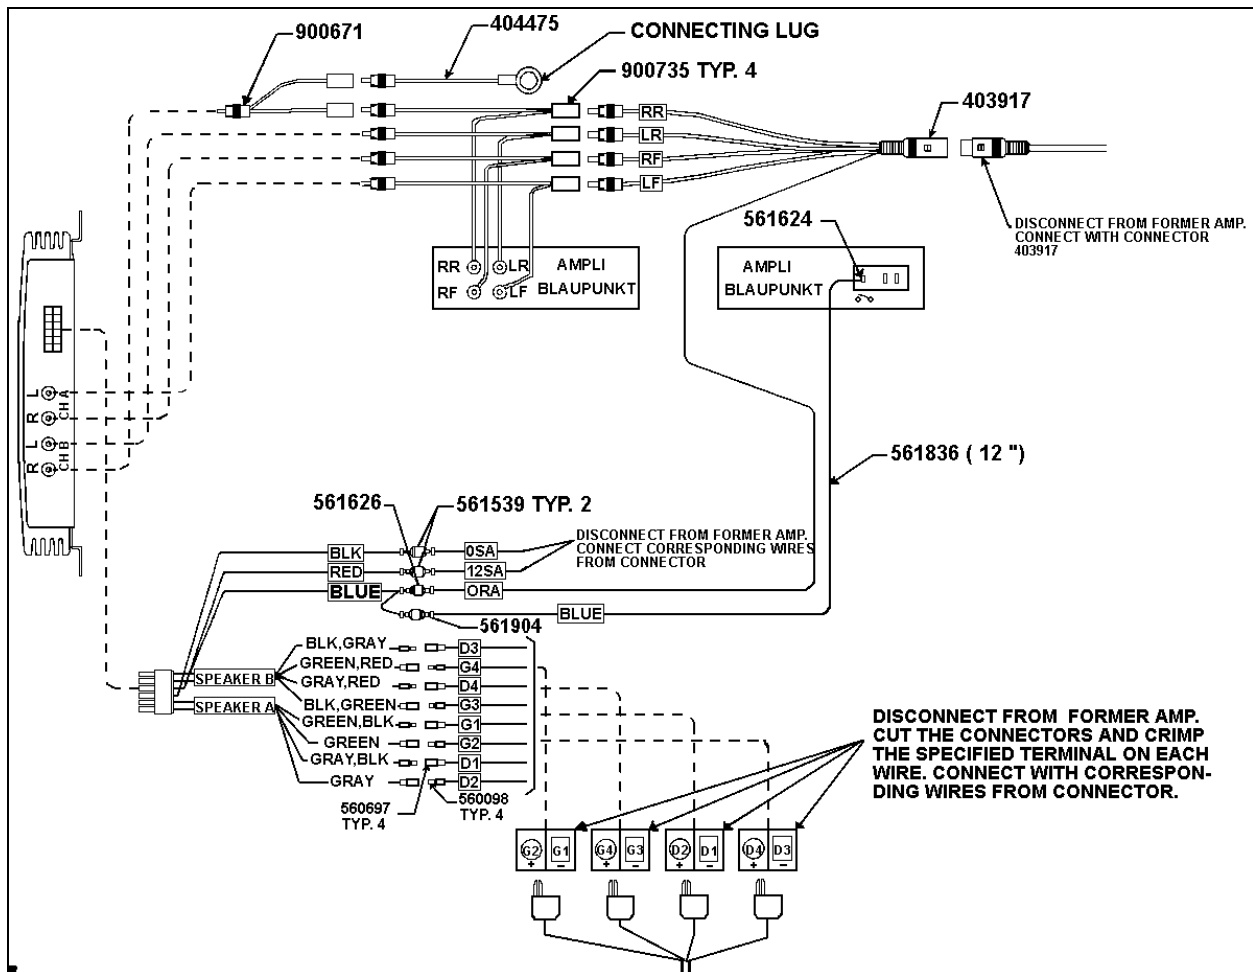 900671
404475
CONNECTING LUG
900735 TYP. 4
403917
RR
LR
RF
LF
561624
DISCONNECT FROM FORMER AMP.
CONNECT WITH CONNECTOR
403917
RR
LR
AMPLI
RF
LF
BLAUPUNKT
AMPLI
BLAUPUNKT
L
R
CH A
L
R
CH B
561836 ( 12 ")
561626
561539 TYP. 2
DISCONNECT FROM FORMER AMP.
CONNECT CORRESPONDING WIRES
FROM CONNECTOR
BLK
0SA
RED
12SA
BLUE
ORA
BLUE
561904
BLK,GRAY
D3
GREEN,RED
G4
SPEAKER B
GRAY,RED
D4
BLK,GREEN
G3
SPEAKER A
GREEN,BLK
G1
GREEN
G2
GRAY,BLK
D1
GRAY
D2
560697
TYP. 4
560098
TYP. 4
DISCONNECT FROM FORMER AMP.
CUT THE CONNECTORS AND CRIMP
THE SPECIFIED TERMINAL ON EACH
WIRE. CONNECT WITH CORRESPON-
DING WIRES FROM CONNECTOR.
G2 G1
+ -
G4 G3
+ -
D2 D1
+ -
D4 D3
+ -